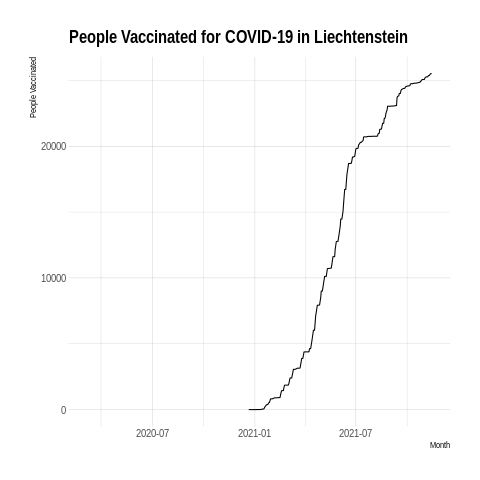 People Vaccinated for COVID-19 in Liechtenstein
People Vaccinated
20000
10000
0
2020-07
2021-01
2021-07
Month